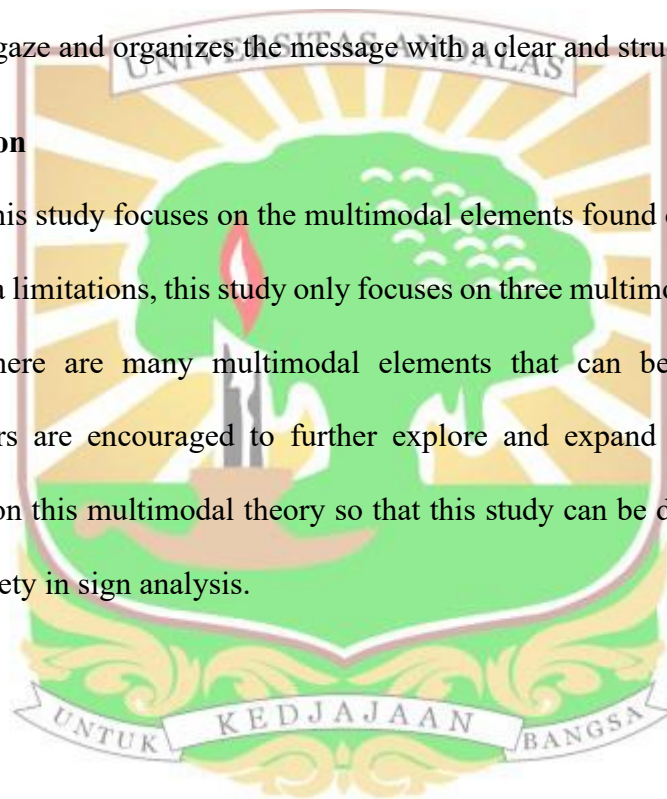 gaze and organizes the message with a clear and stru
UNIVERSITAS ANDALAS
on
his study focuses on the multimodal elements found
a limitations, this study only focuses on three multimo
here are many multimodal elements that can be
rs are encouraged to further explore and expand
on this multimodal theory so that this study can be d
ety in sign analysis.
UNTUK KEDJAJAAN BANGSA